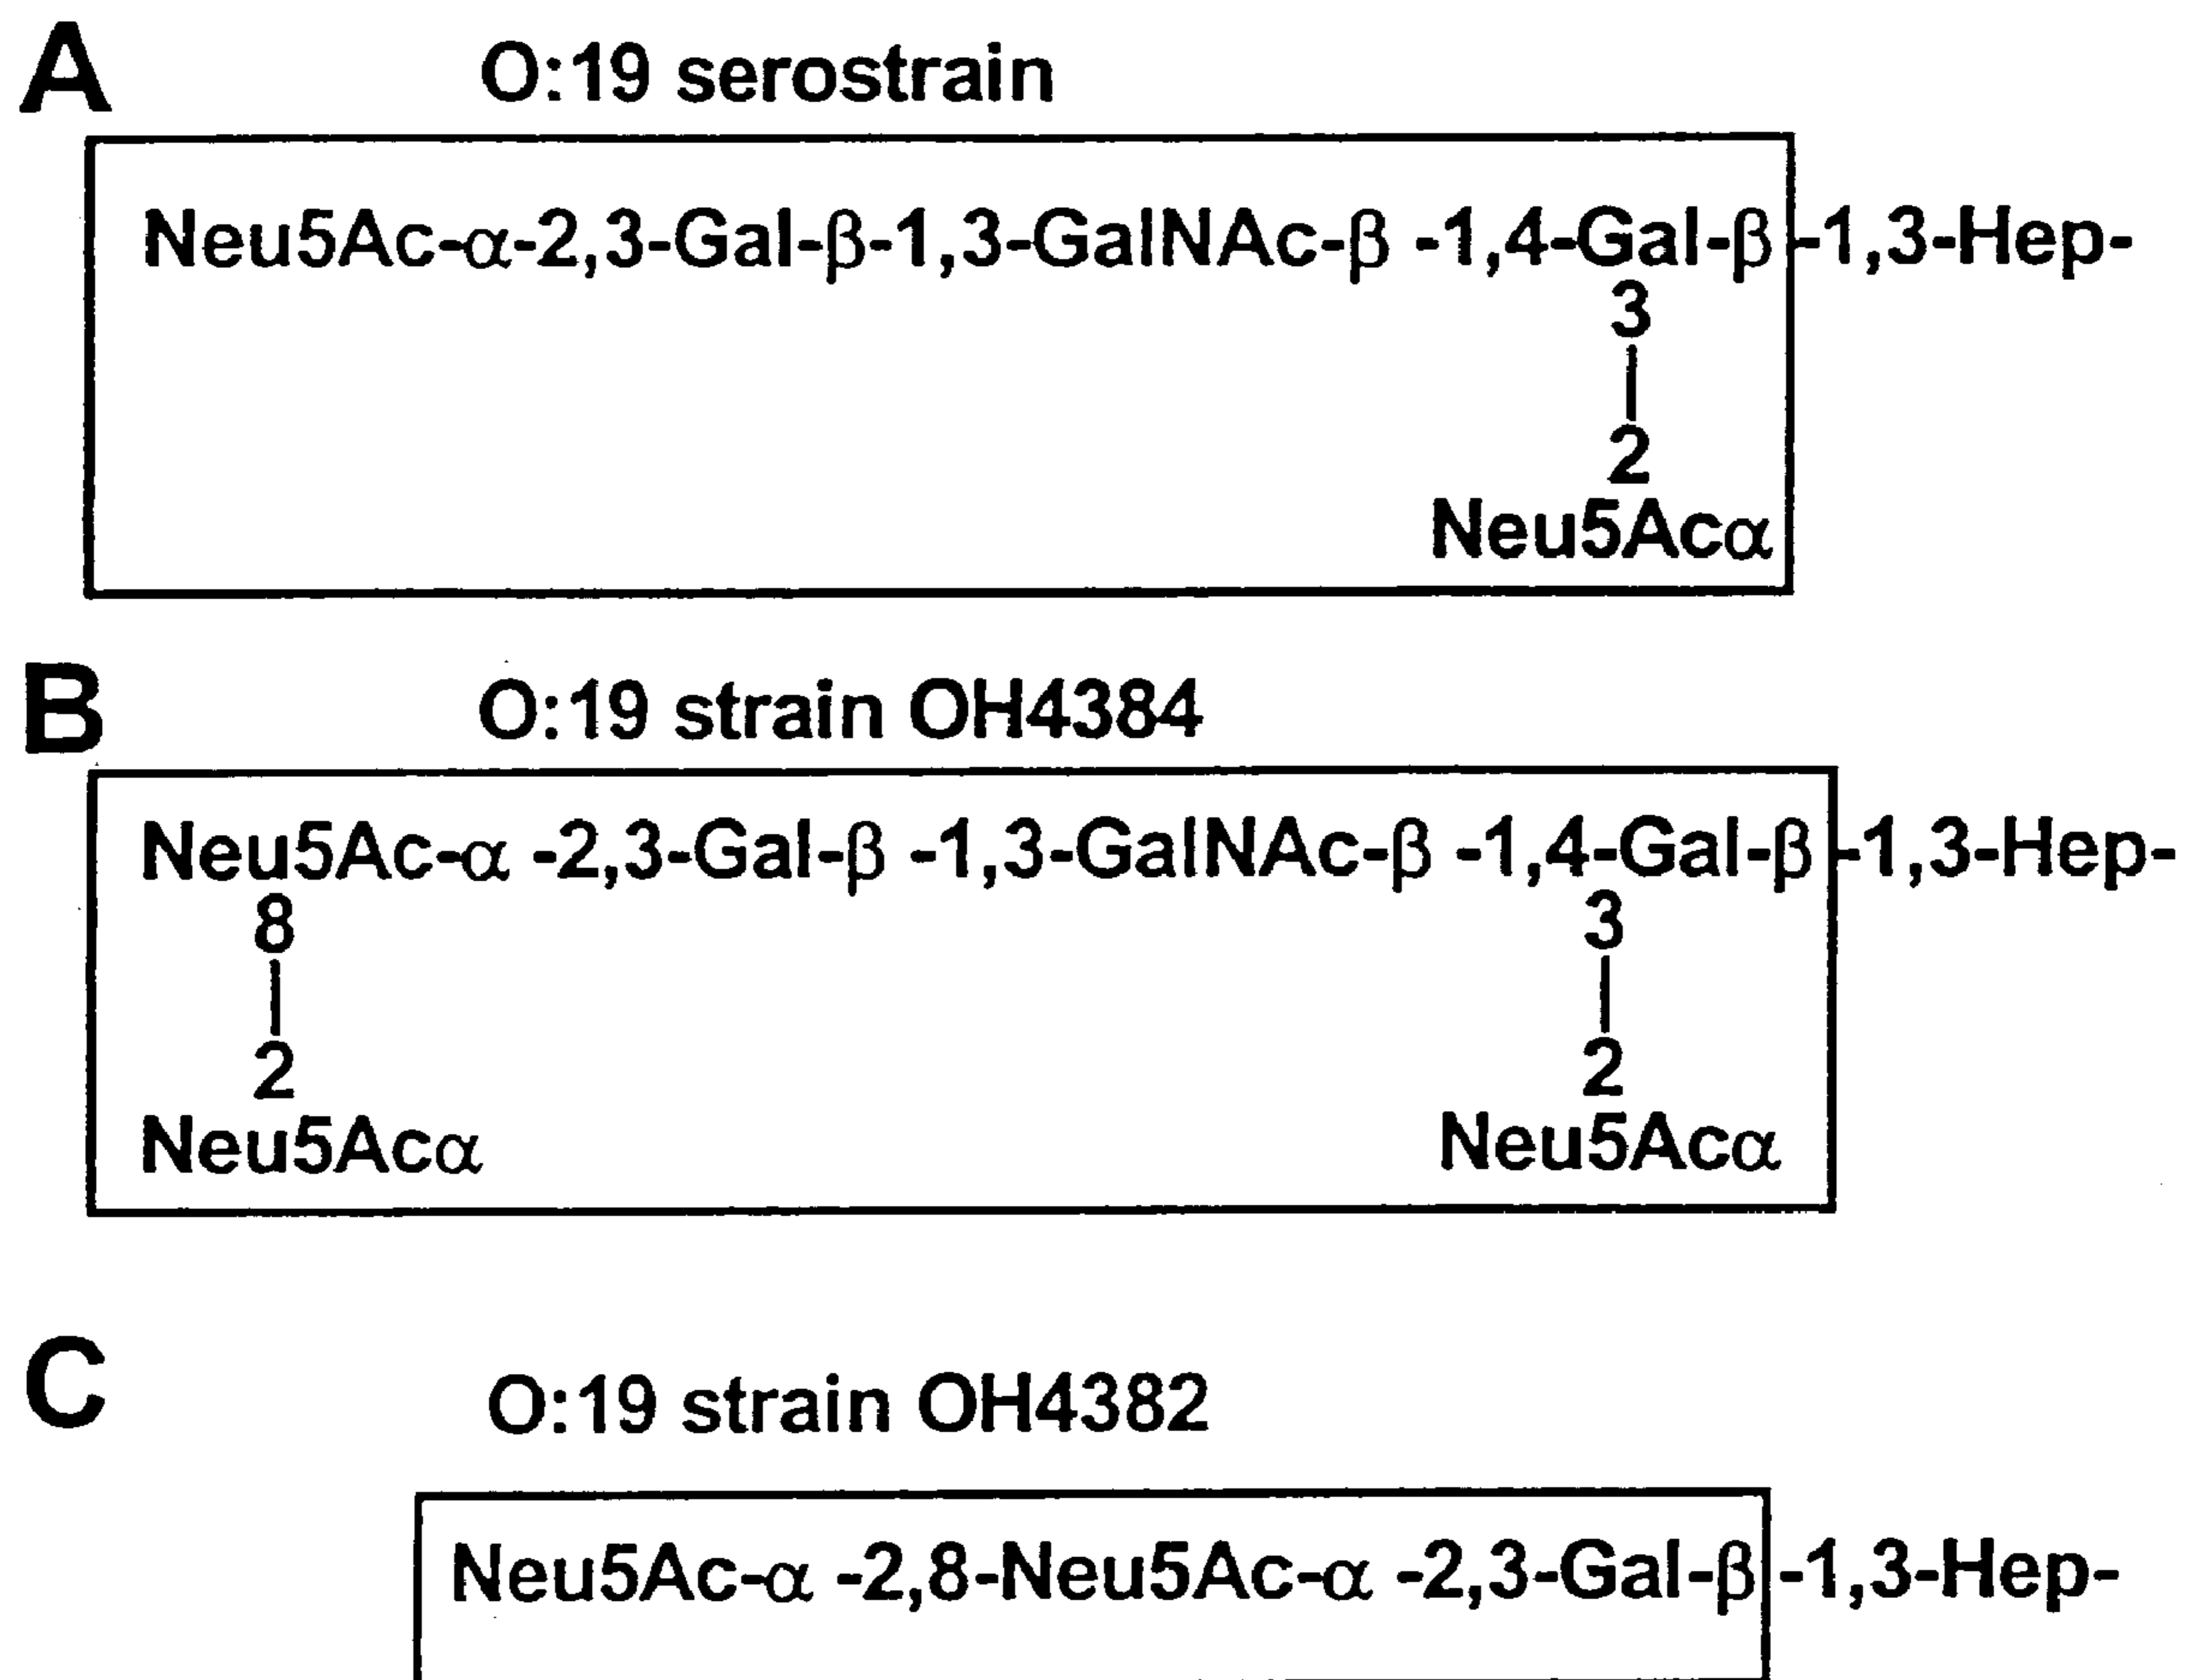 A
O:19 serostrain
Neu5Ac-α-2,3-Gal-β-1,3-GalNAc-β -1,4-Gal-β -1,3-Hep-
3
2
Neu5Acα
B
O:19 strain OH4384
Neu5Ac-α -2,3-Gal-β -1,3-GalNAc-β -1,4-Gal-β -1,3-Hep-
8 3
2 2
Neu5Acα Neu5Acα
C
O:19 strain OH4382
Neu5Ac-α -2,8-Neu5Ac-α -2,3-Gal-β -1,3-Hep-